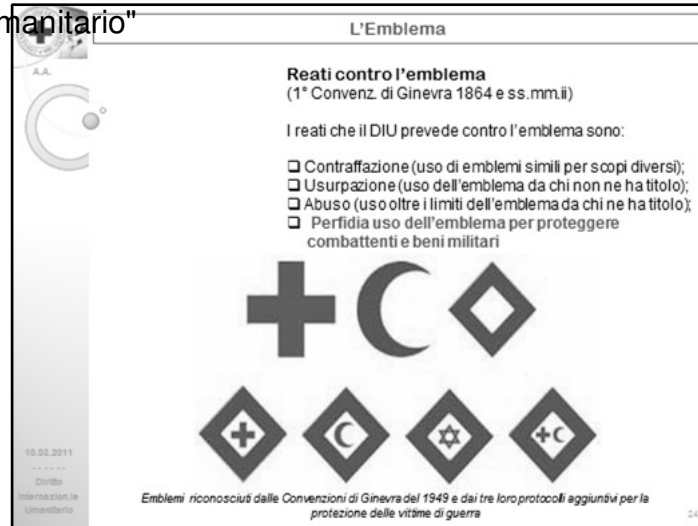 manitario"
L'Emblema
A.A.
Reati contro l'emblema
(1° Convenz. di Ginevra 1864 e ss.mm.ii)
I reati che il DIU prevede contro l'emblema sono:
❑ Contraffazione (uso di emblemi simili per scopi diversi);
❑ Usurpazione (uso dell'emblema da chi non ne ha titolo);
❑ Abuso (uso oltre i limiti dell'emblema da chi ne ha titolo);
❑ Perfidia uso dell'emblema per proteggere
combattenti e beni militari
10.05.2011
------
Diritto
Internazion.le
Umanitario
Emblemi riconosciuti dalle Convenzioni di Ginevra del 1949 e dai tre loro protocolli aggiuntivi per la
protezione delle vittime di guerra
24